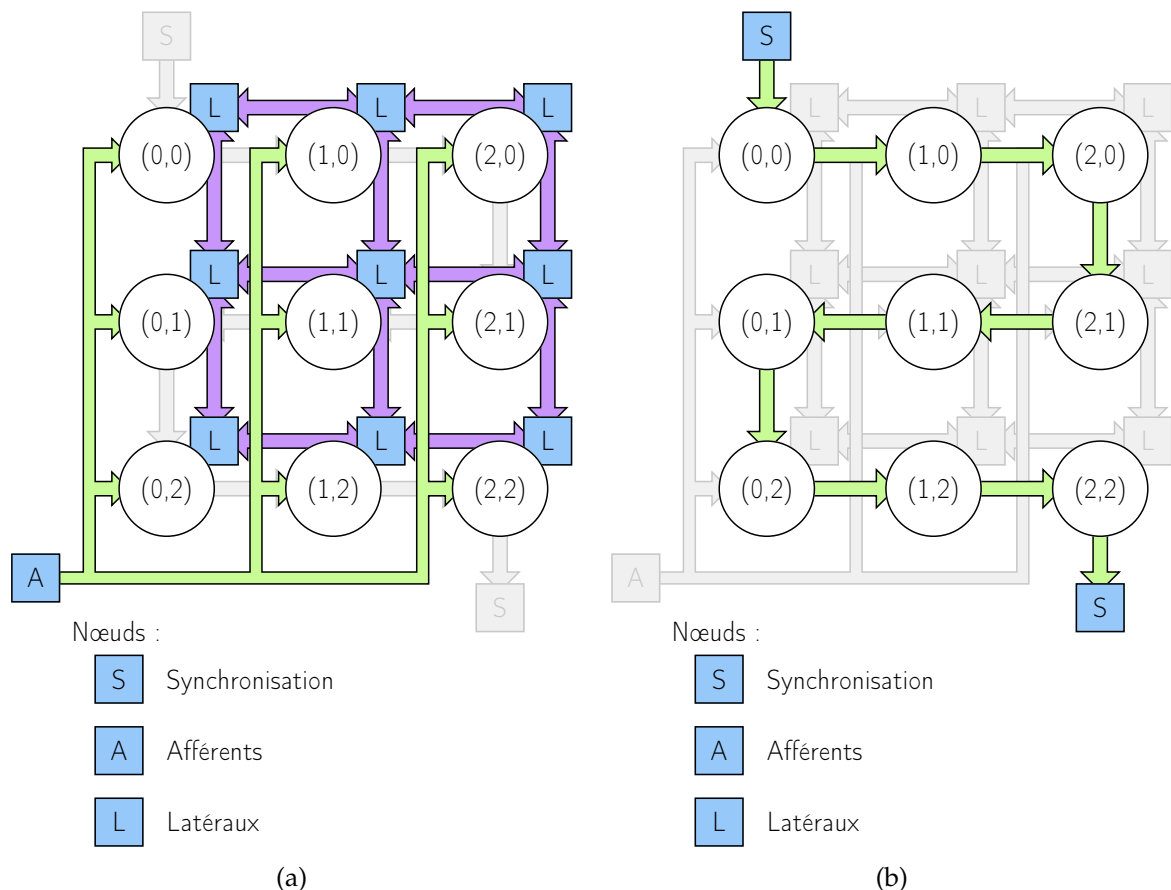 S
L L L
(0,0) (1,0) (2,0)
L L L
(0,1) (1,1) (2,1)
L L L
(0,2) (1,2) (2,2)
A
S
Nœuds :
S Synchronisation
A Afférents
L Latéraux
(a)
S
L L L
(0,0) (1,0) (2,0)
L L L
(0,1) (1,1) (2,1)
L L L
(0,2) (1,2) (2,2)
A
S
Nœuds :
S Synchronisation
A Afférents
L Latéraux
(b)